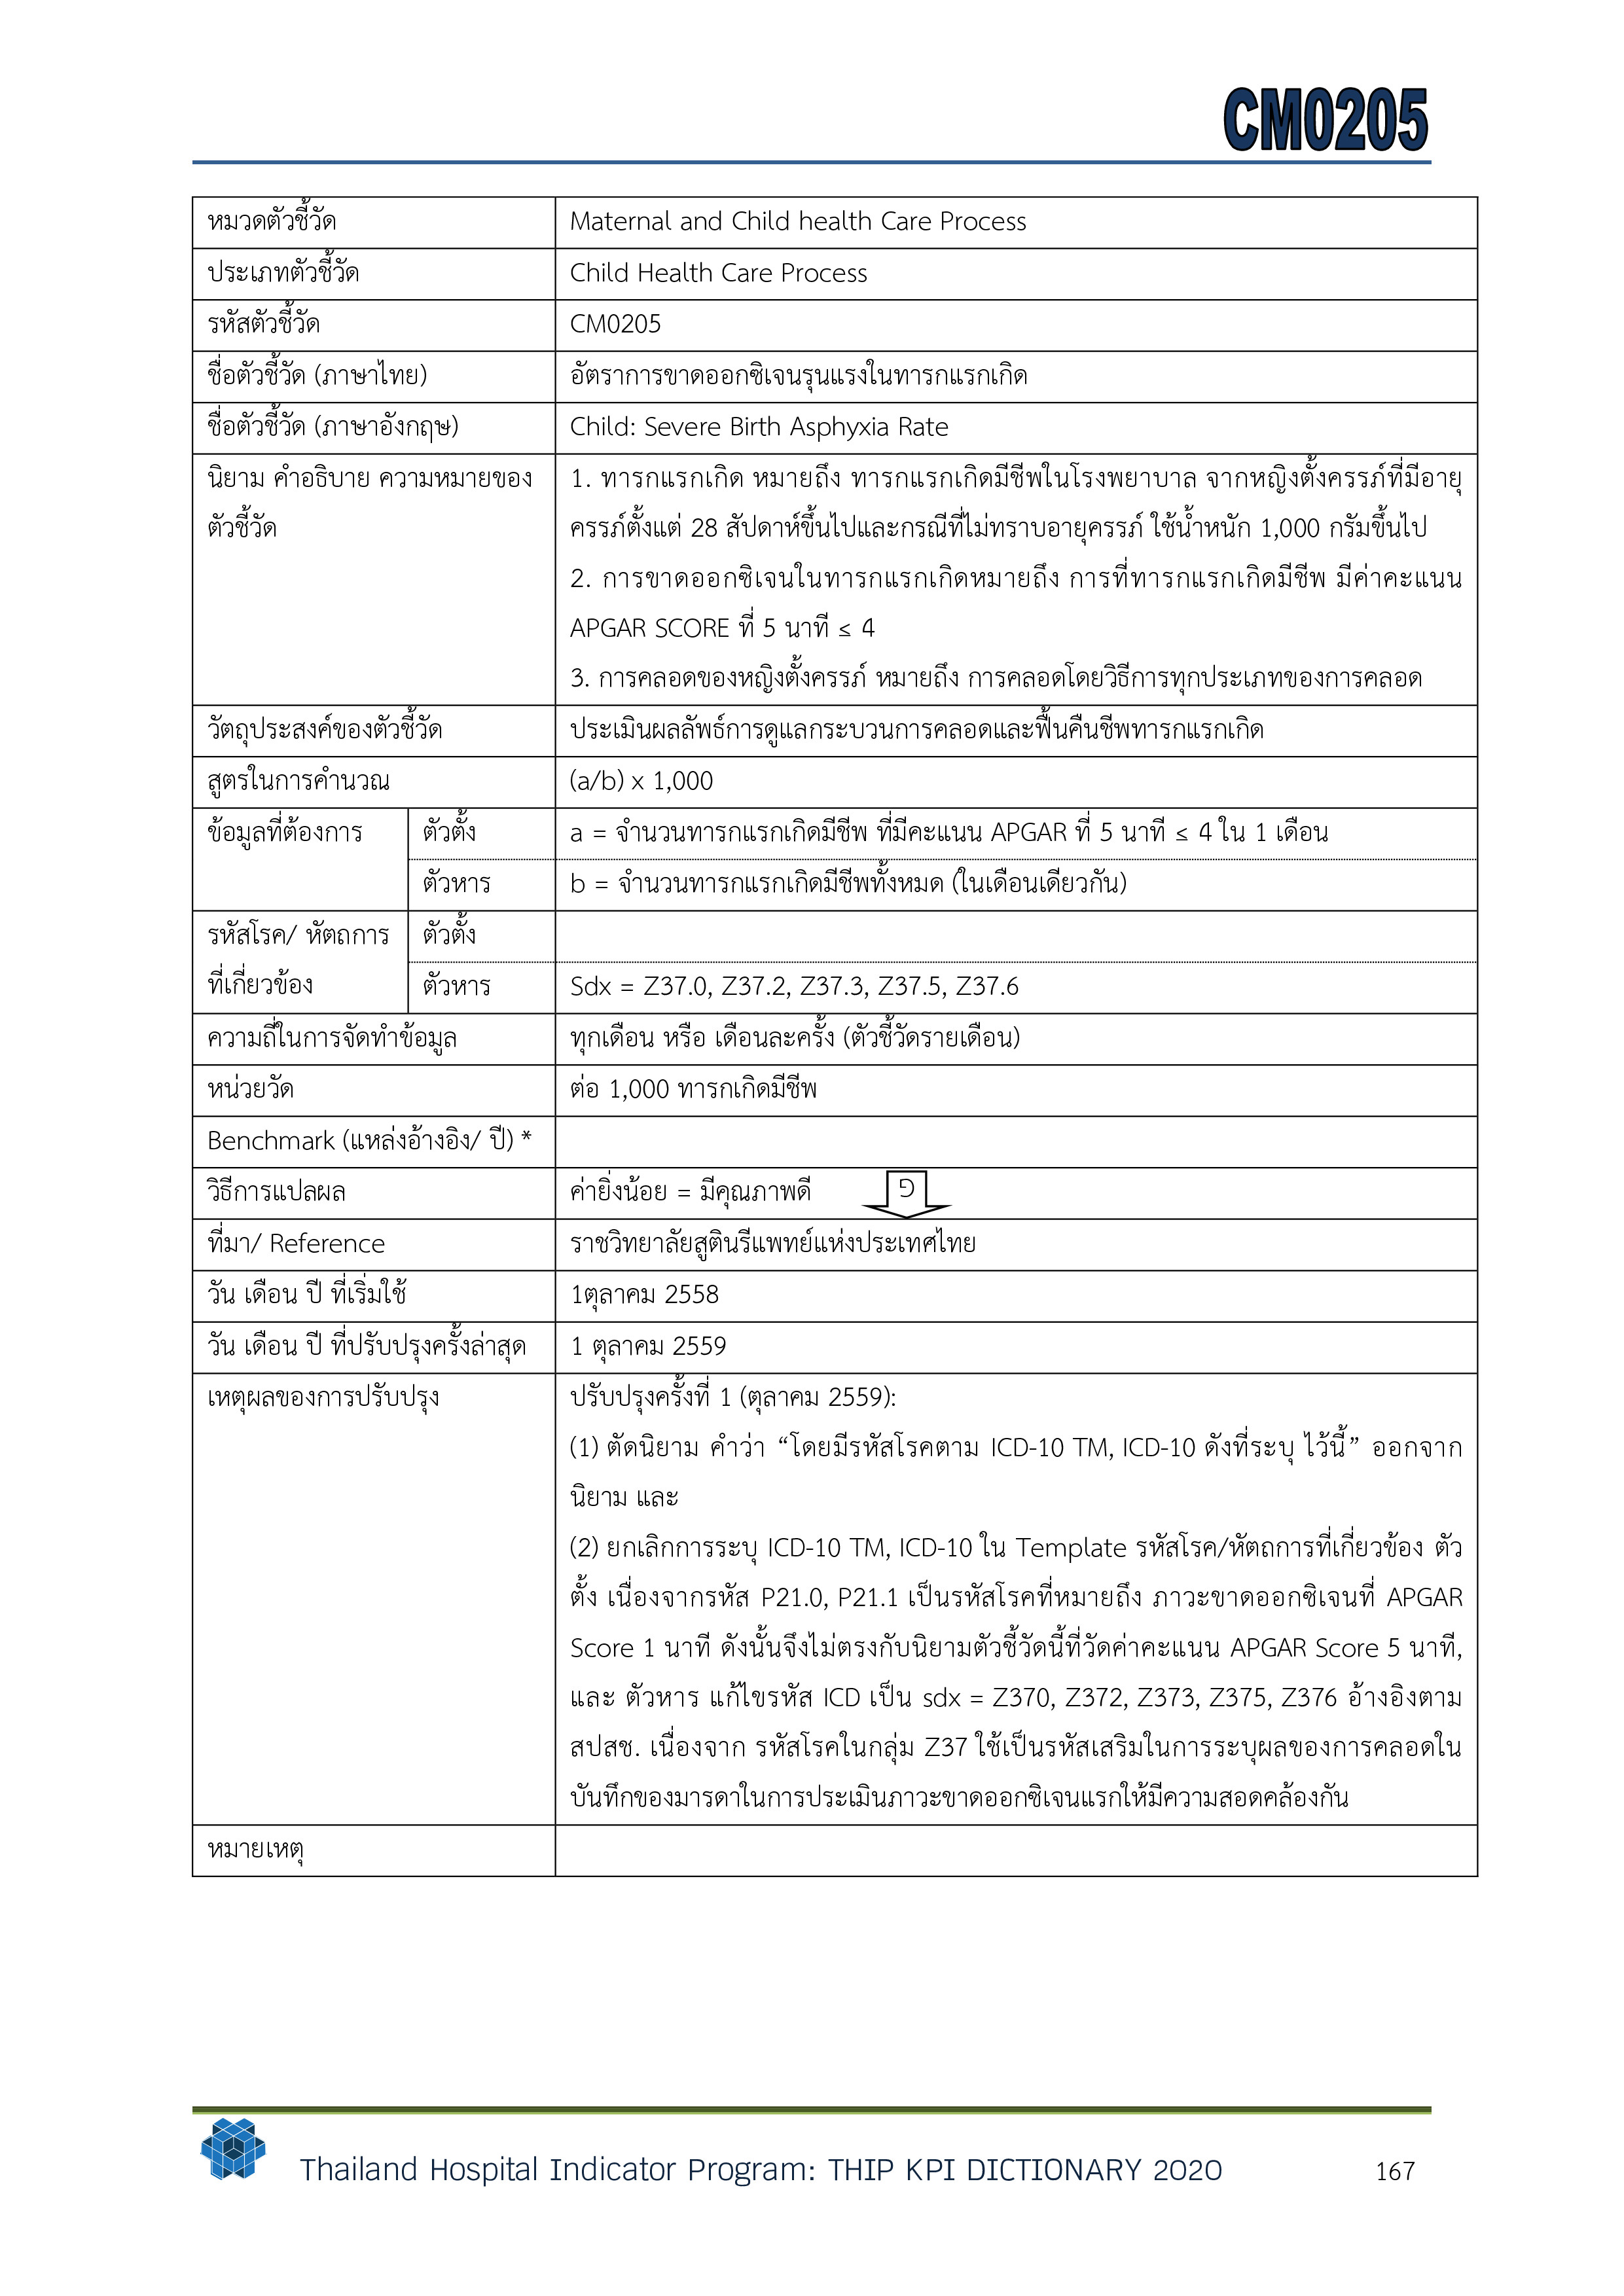 CM0205
หมวดตัวชี้วัด Maternal and Child health Care Process
ประเภทตัวชี้วัด Child Health Care Process
รหัสตัวชี้วัด CM0205
ชื่อตัวชี้วัด (ภาษาไทย) อัตราการขาดออกซิเจนรุนแรงในทารกแรกเกิด
ชื่อตัวชี้วัด (ภาษาอังกฤษ) Child: Severe Birth Asphyxia Rate
นิยาม คำอธิบาย ความหมายของ 1. ทารกแรกเกิด หมายถึง ทารกแรกเกิดมีชีพในโรงพยาบาล จากหญิงตั้งครรภ์ที่มีอายุ
ตัวชี้วัด ครรภ์ตั้งแต่ 28 สัปดาห์ขึ้นไปและกรณีที่ไม่ทราบอายุครรภ์ ใช้น้ำหนัก 1,000 กรัมขึ้นไป
2. การขาดออกซิเจนในทารกแรกเกิดหมายถึง การที่ทารกแรกเกิดมีชีพ มีค่าคะแนน
APGAR SCORE ที่ 5 นาที ≤ 4
3. การคลอดของหญิงตั้งครรภ์ หมายถึง การคลอดโดยวิธีการทุกประเภทของการคลอด
วัตถุประสงค์ของตัวชี้วัด ประเมินผลลัพธ์การดูแลกระบวนการคลอดและฟื้นคืนชีพทารกแรกเกิด
สูตรในการคำนวณ (a/b) x 1,000
ข้อมูลที่ต้องการ ตัวตั้ง a = จำนวนทารกแรกเกิดมีชีพ ที่มีคะแนน APGAR ที่ 5 นาที ≤ 4 ใน 1 เดือน
ตัวหาร b = จำนวนทารกแรกเกิดมีชีพทั้งหมด (ในเดือนเดียวกัน)
รหัสโรค/ หัตถการ ตัวตั้ง
ที่เกี่ยวข้อง ตัวหาร Sdx = Z37.0, Z37.2, Z37.3, Z37.5, Z37.6
ความถี่ในการจัดทำข้อมูล ทุกเดือน หรือ เดือนละครั้ง (ตัวชี้วัดรายเดือน)
หน่วยวัด ต่อ 1,000 ทารกเกิดมีชีพ
Benchmark (แหล่งอ้างอิง/ ปี) *
วิธีการแปลผล ค่ายิ่งน้อย = มีคุณภาพดี
ที่มา/ Reference ราชวิทยาลัยสูตินรีแพทย์แห่งประเทศไทย
วัน เดือน ปี ที่เริ่มใช้ 1ตุลาคม 2558
วัน เดือน ปี ที่ปรับปรุงครั้งล่าสุด 1 ตุลาคม 2559
เหตุผลของการปรับปรุง ปรับปรุงครั้งที่ 1 (ตุลาคม 2559):
(1) ตัดนิยาม คำว่า “โดยมีรหัสโรคตาม ICD-10 TM, ICD-10 ดังที่ระบุ ไว้นี้” ออกจาก
นิยาม และ
(2) ยกเลิกการระบุ ICD-10 TM, ICD-10 ใน Template รหัสโรค/หัตถการที่เกี่ยวข้อง ตัว
ตั้ง เนื่องจากรหัส P21.0, P21.1 เป็นรหัสโรคที่หมายถึง ภาวะขาดออกซิเจนที่ APGAR
Score 1 นาที ดังนั้นจึงไม่ตรงกับนิยามตัวชี้วัดนี้ที่วัดค่าคะแนน APGAR Score 5 นาที,
และ ตัวหาร แก้ไขรหัส ICD เป็น sdx = Z370, Z372, Z373, Z375, Z376 อ้างอิงตาม
สปสช. เนื่องจาก รหัสโรคในกลุ่ม Z37 ใช้เป็นรหัสเสริมในการระบุผลของการคลอดใน
บันทึกของมารดาในการประเมินภาวะขาดออกซิเจนแรกให้มีความสอดคล้องกัน
หมายเหตุ
Thailand Hospital Indicator Program: THIP KPI DICTIONARY 2020 167